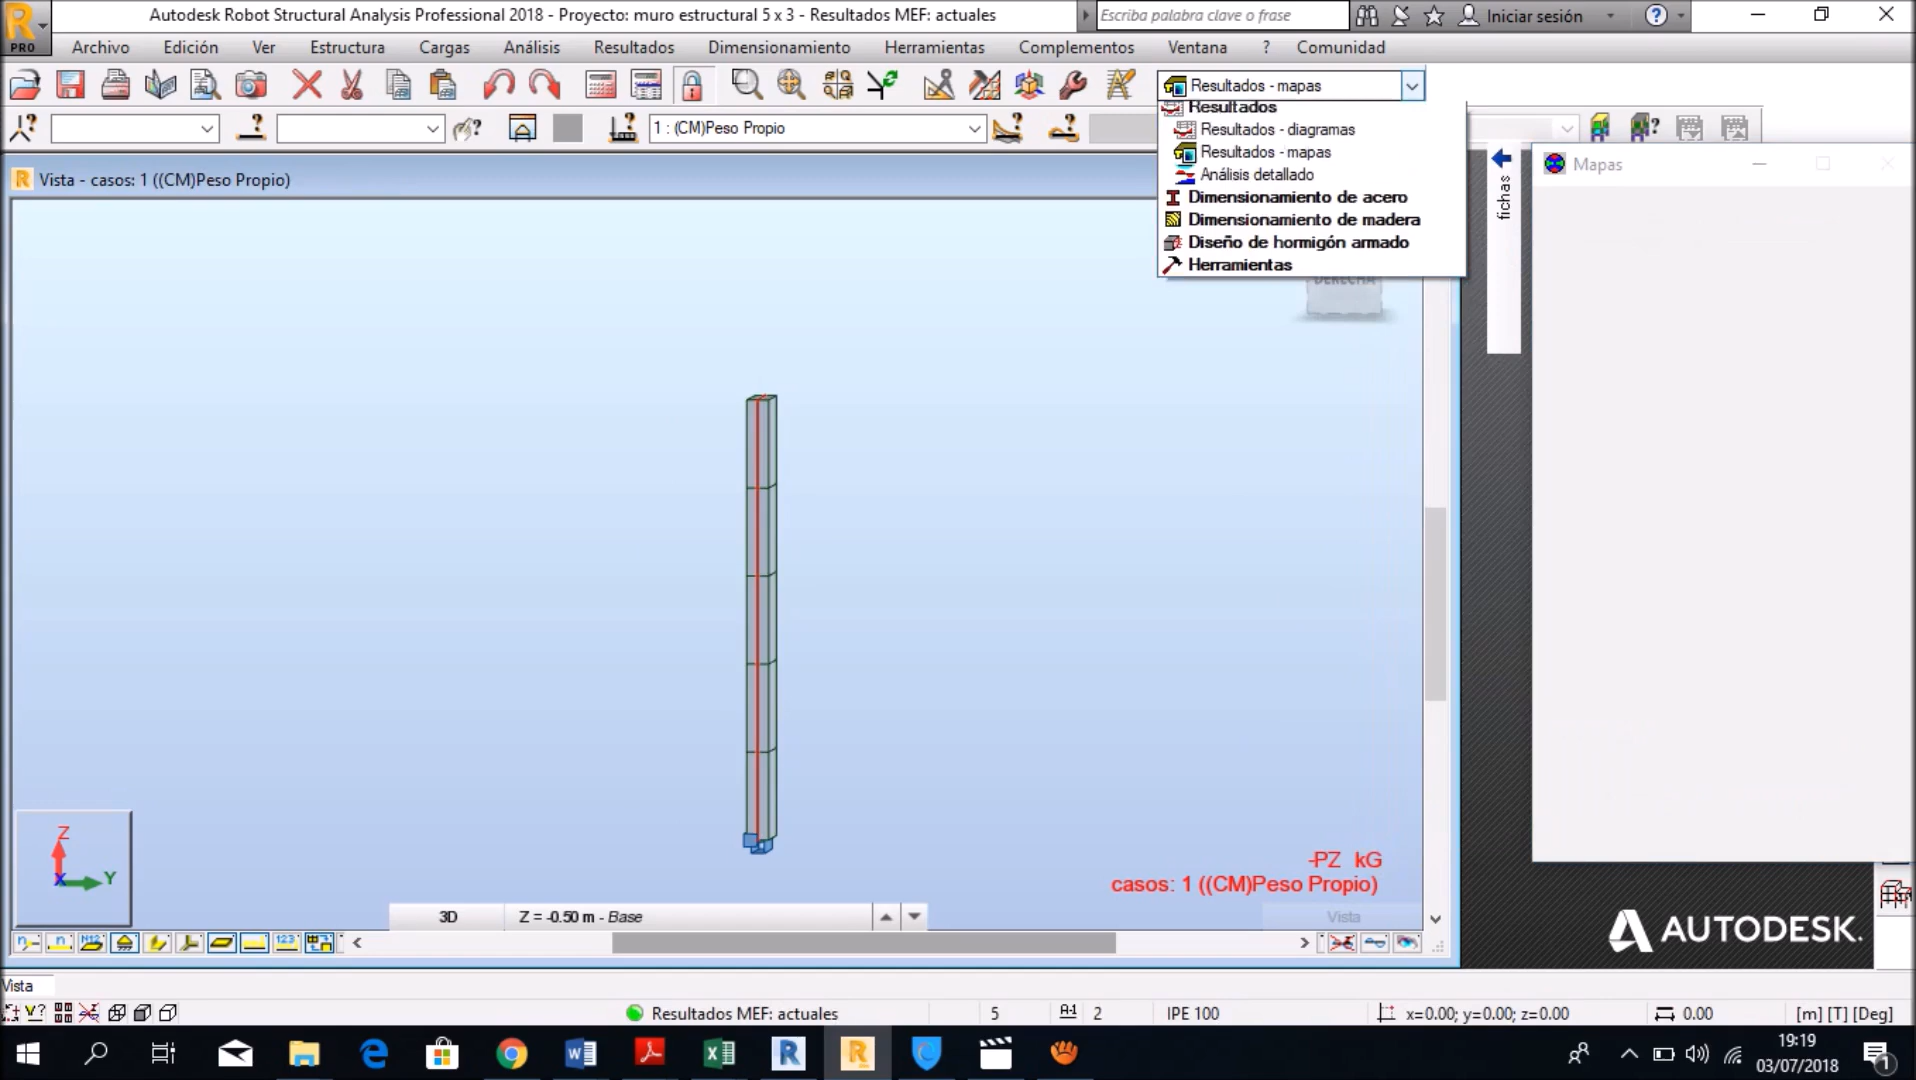 Autodesk Robot Structural Analysis Professional 2018 - Proyecto: muro estructural 5 x 3 - Resultados MEF: actuales
Escriba palabra clave o frase
Iniciar sesión
PRO
Archivo Edición Ver Estructura Cargas Análisis Resultados Dimensionamiento Herramientas Complementos Ventana ? Comunidad
Resultados - mapas
1 : (CM)Peso Propio
Resultados
Resultados - diagramas
Resultados - mapas
Análisis detallado
Dimensionamiento de acero
Dimensionamiento de madera
Diseño de hormigón armado
Herramientas
Vista - casos: 1 ((CM)Peso Propio)
fichas
Mapas
DERECHA
Z
X
Y
-PZ kG
casos: 1 ((CM)Peso Propio)
3D
Z = -0.50 m - Base
Vista
AUTODESK.
Vista
Resultados MEF: actuales
5
2
IPE 100
x=0.00; y=0.00; z=0.00
0.00
[m] [T] [Deg]
19:19
03/07/2018
1